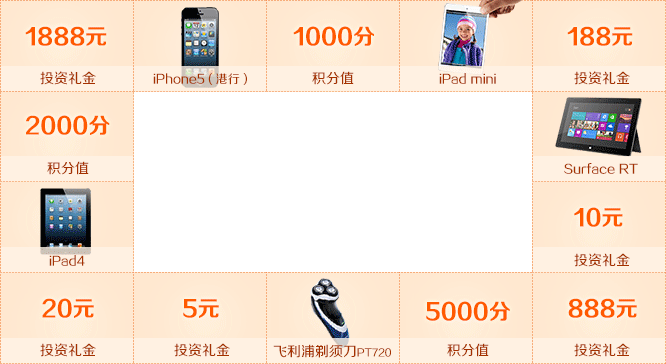 1888元
投资礼金
iPhone5（港行）
1000分
积分值
iPad mini
188元
投资礼金
2000分
积分值
Surface RT
iPad4
10元
投资礼金
20元
投资礼金
5元
投资礼金
飞利浦剃须刀PT720
5000分
积分值
888元
投资礼金